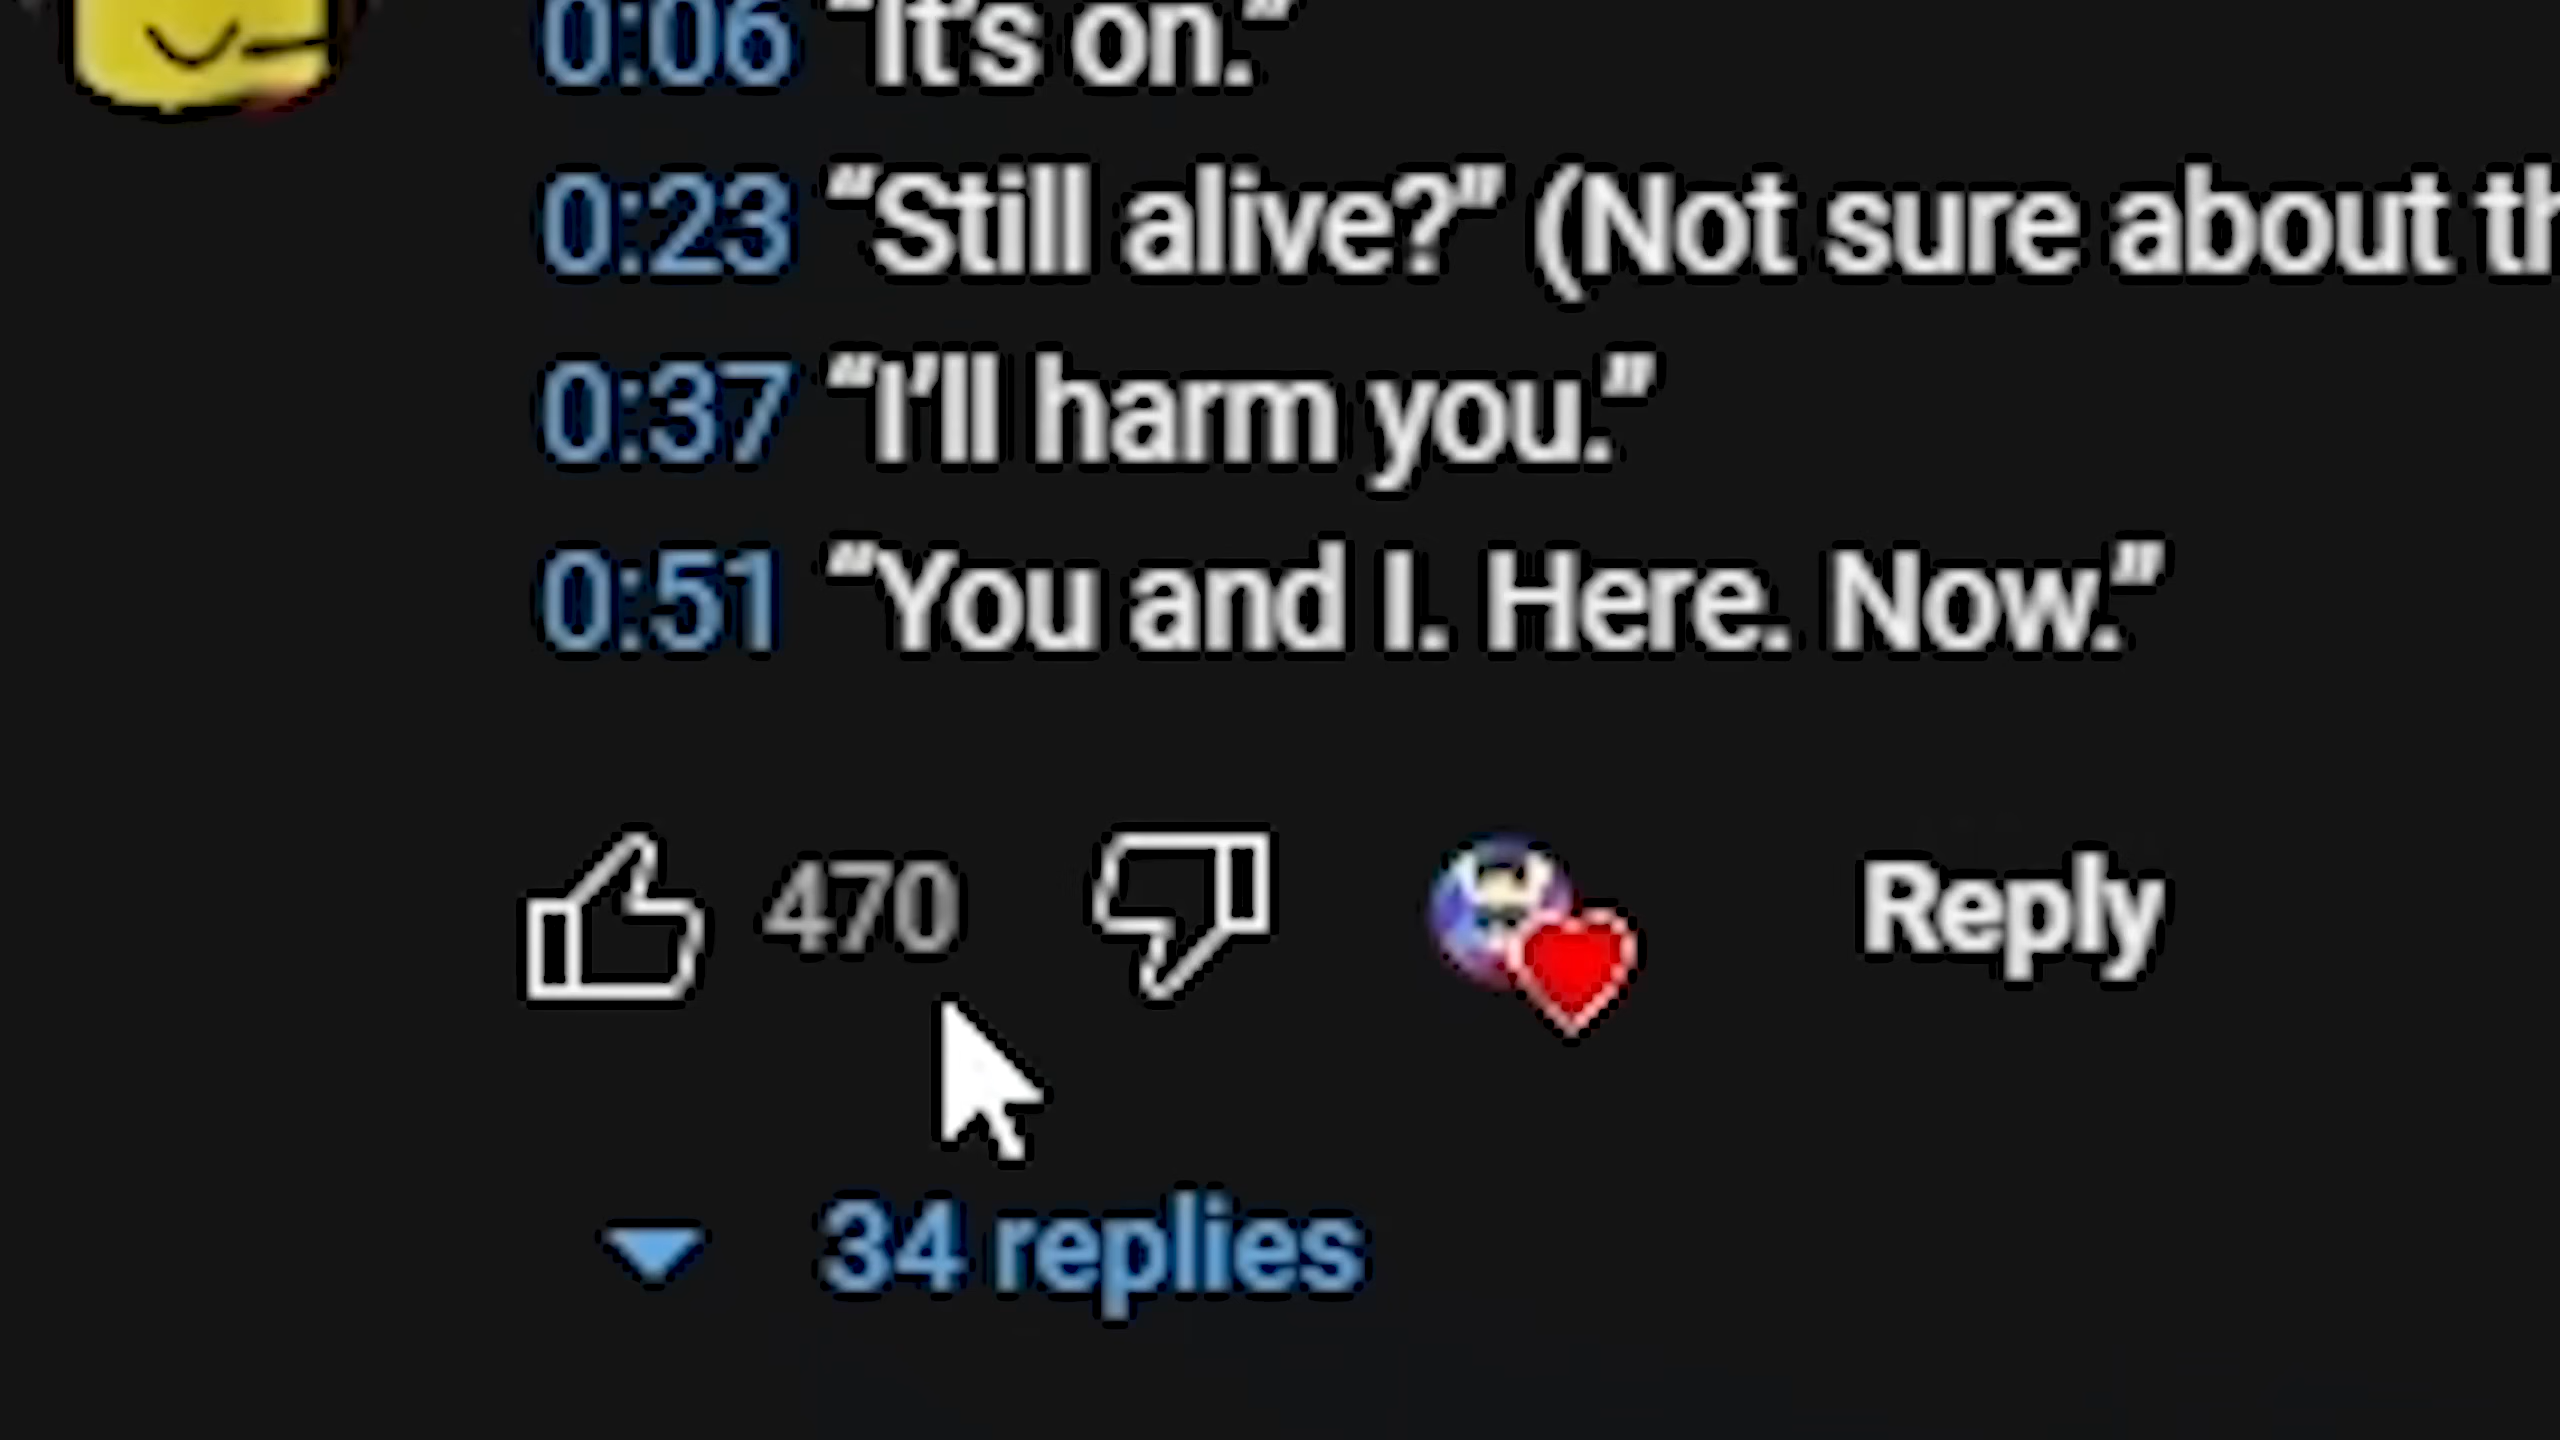 0:06 “It’s on.”
0:23 “Still alive?” (Not sure about
0:37 “I’ll harm you.”
0:51 “You and I. Here. Now.”
470
Reply
34 replies